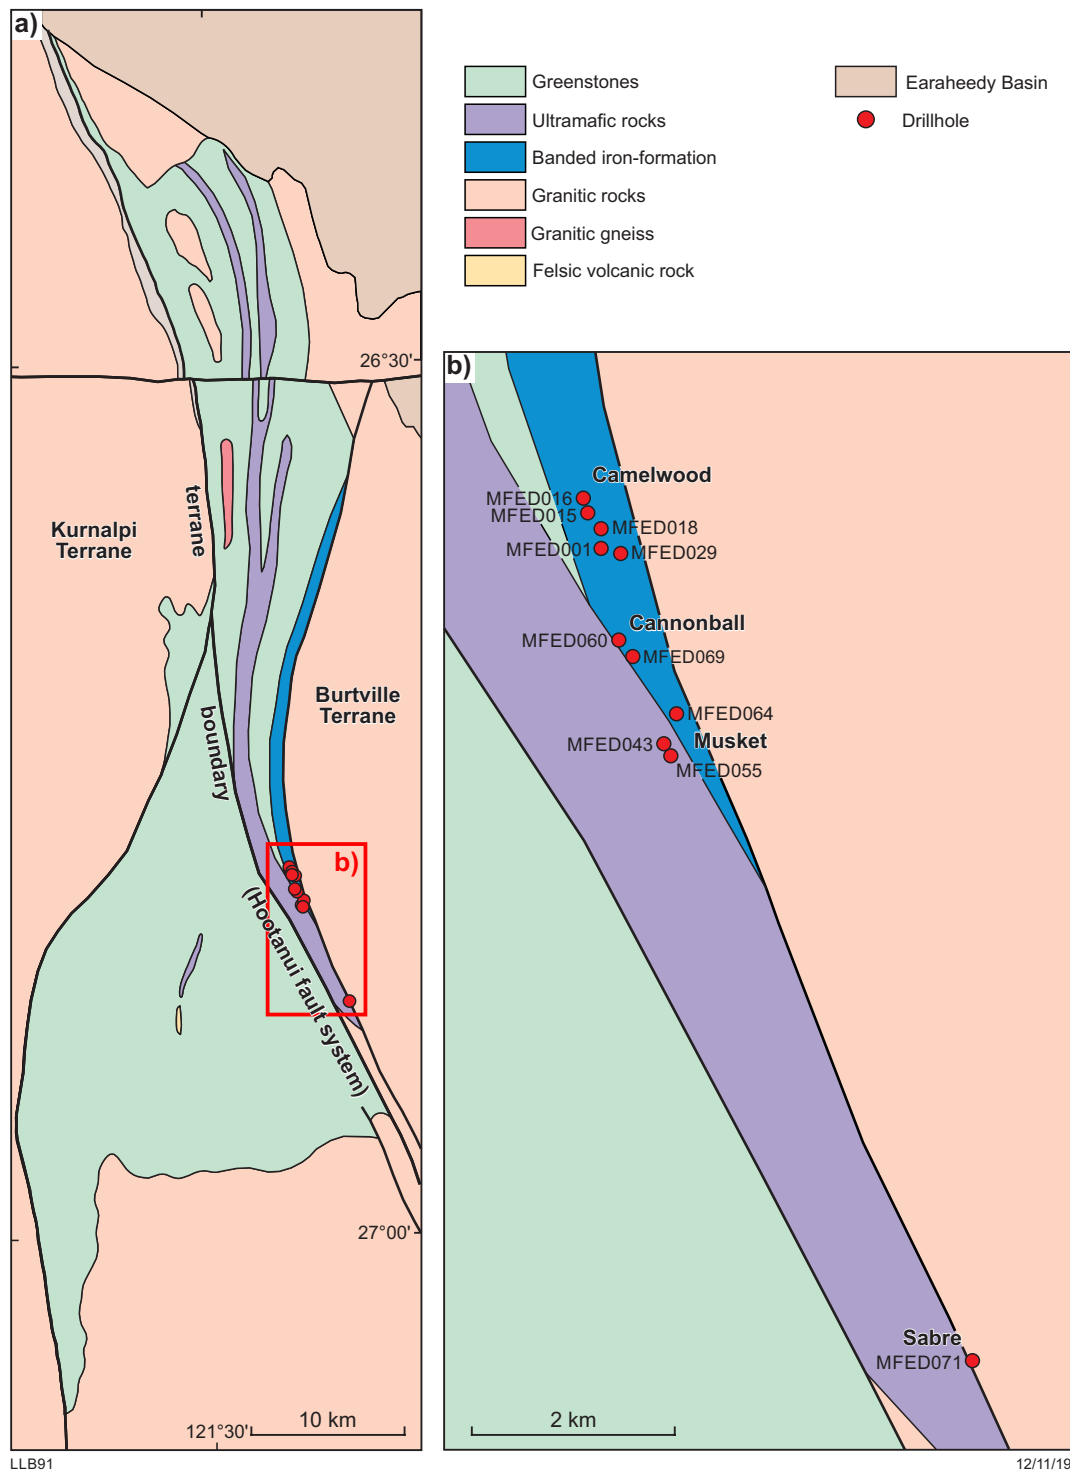 a)
Greenstones
Ultramafic rocks
Banded iron-formation
Granitic rocks
Granitic gneiss
Felsic volcanic rock
Earaheedy Basin
Drillhole
26°30'
Kurnalpi
Terrane
terrane
boundary
(Hootanui fault system)
Burtville
Terrane
b)
27°00'
121°30'
10 km
b)
Camelwood
MFED016
MFED015
MFED018
MFED001
MFED029
Cannonball
MFED060
MFED069
MFED064
Musket
MFED043
MFED055
Sabre
MFED071
2 km
LLB91
12/11/19